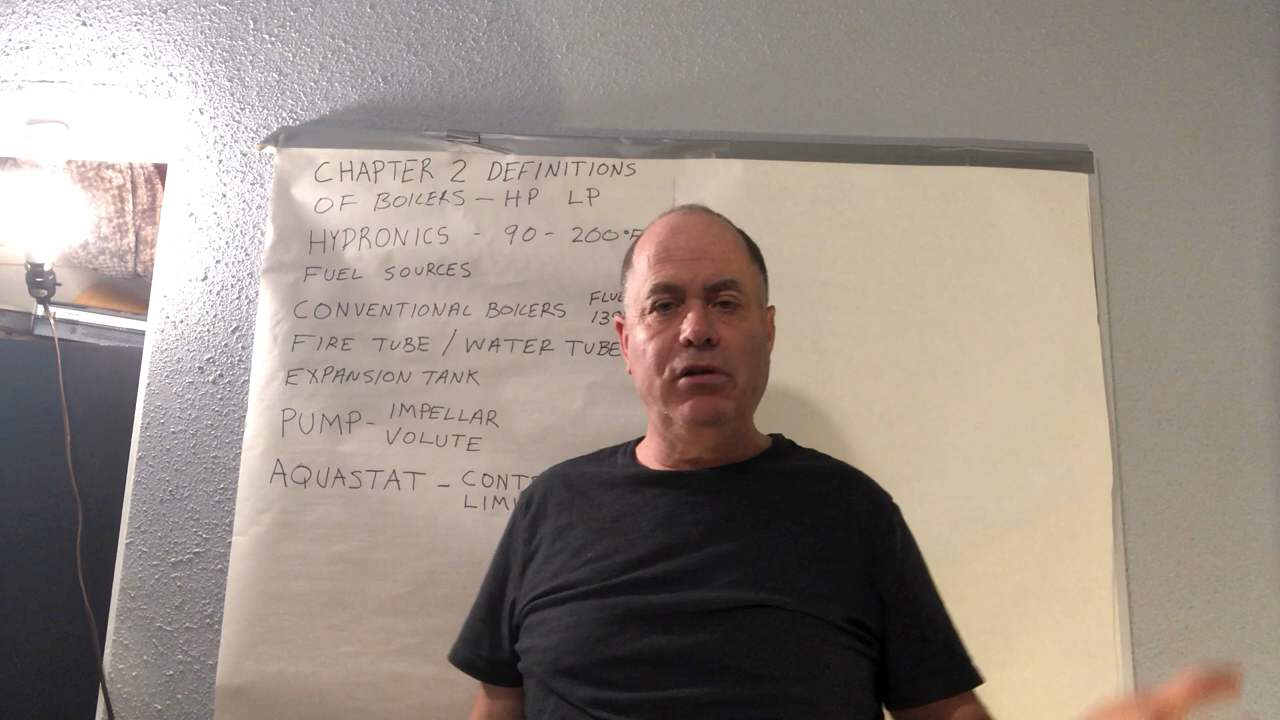 CHAPTER 2 DEFINITIONS
OF BOILERS - HP LP
HYDRONICS - 90 - 200°F
FUEL SOURCES
CONVENTIONAL BOILERS
FIRE TUBE / WATER TUBE
EXPANSION TANK
PUMP - IMPELLAR
VOLUTE
AQUASTAT -